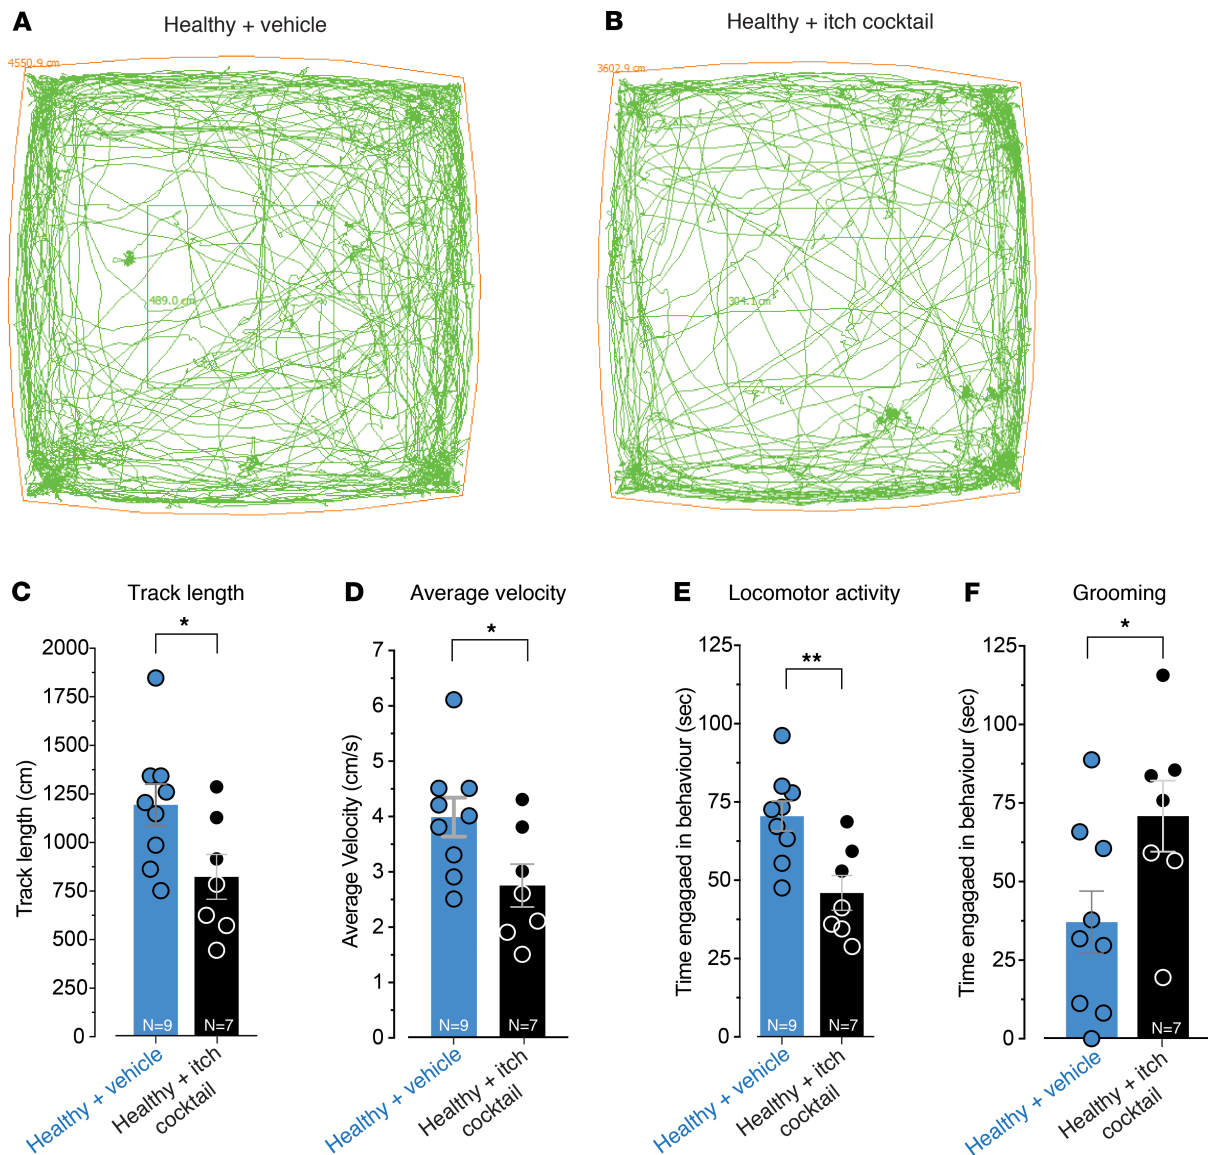 A
Healthy + vehicle
B
Healthy + itch cocktail
4550.9 cm
3602.9 cm
489.0 cm
304.1 cm
C
Track length
D
Average velocity
E
Locomotor activity
F
Grooming
*
*
**
*
Track length (cm)
2000
1750
1500
1250
1000
750
500
250
0
N=9
N=7
Healthy + vehicle
Healthy + itch
cocktail
Average Velocity (cm/s)
7
6
5
4
3
2
1
0
N=9
N=7
Healthy + vehicle
Healthy + itch
cocktail
Time engagaed in behaviour (sec)
125
100
75
50
25
0
N=9
N=7
Healthy + vehicle
Healthy + itch
cocktail
Time engagaed in behaviour (sec)
125
100
75
50
25
0
N=7
Healthy + vehicle
Healthy + itch
cocktail